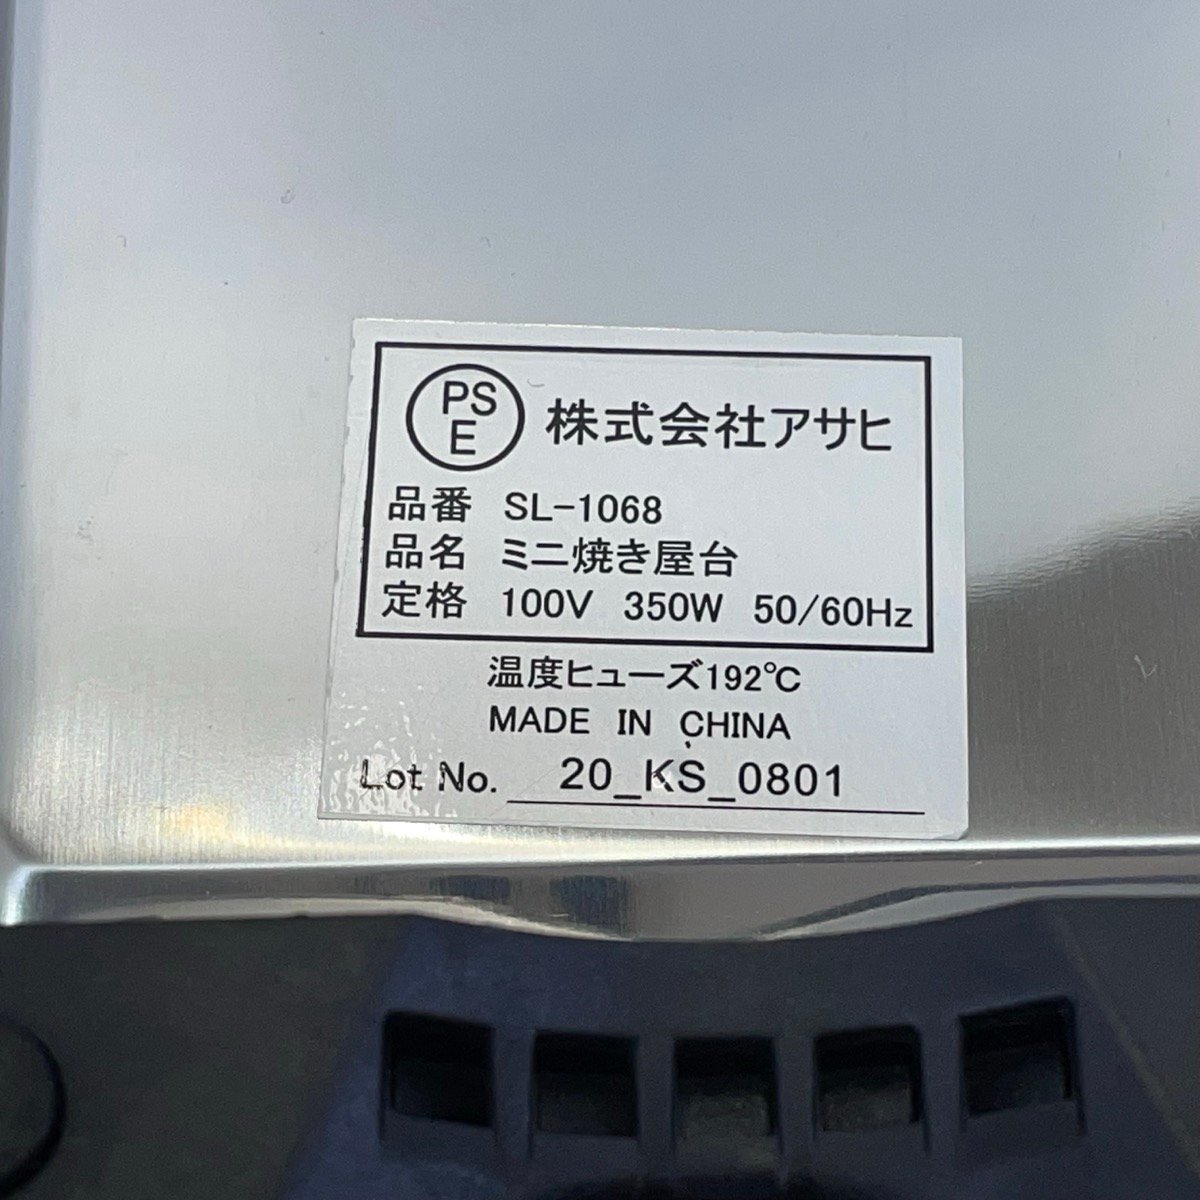 PS
E
株式会社アサヒ
品番 SL-1068
品名 ミニ焼き屋台
定格 100V 350W 50/60Hz
温度ヒューズ192℃
MADE IN CHINA
Lot No. 20_KS_0801